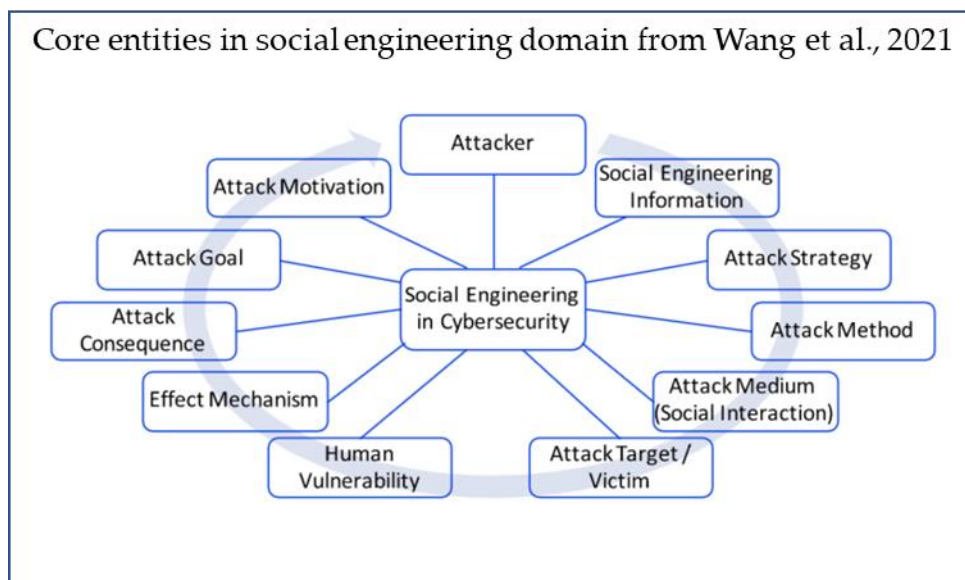 Core entities in social engineering domain from Wang et al., 2021
Attacker
Social Engineering
Information
Attack Strategy
Attack Method
Attack Medium
(Social Interaction)
Attack Target /
Victim
Human
Vulnerability
Effect Mechanism
Attack
Consequence
Attack Goal
Attack Motivation
Social Engineering
in Cybersecurity